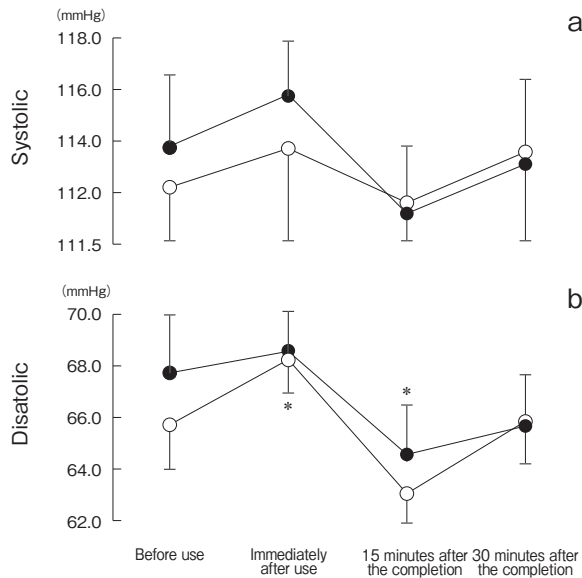 (mmHg)
a
118.0
116.0
113.0
112.0
111.5
Systolic
(mmHg)
b
70.0
68.0
66.0
64.0
62.0
Disatolic
*
*
Before use
Immediately
after use
15 minutes after
the completion
30 minutes after
the completion